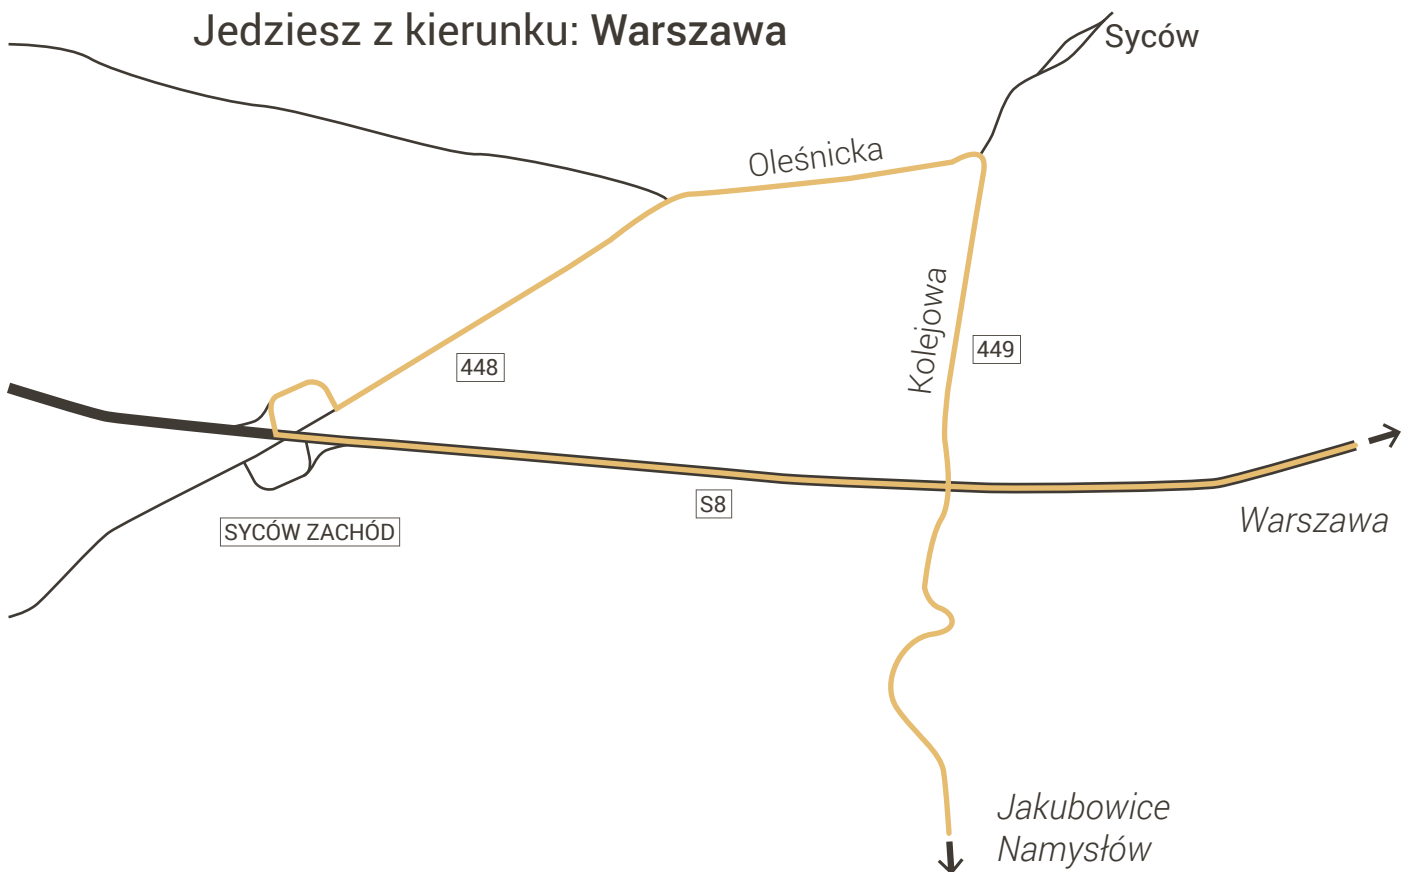 Jedziesz z kierunku: Warszawa
Syców
Oleśnicka
Kolejowa
449
448
S8
SYCÓW ZACHÓD
Warszawa
Jakubowice
Namysłów